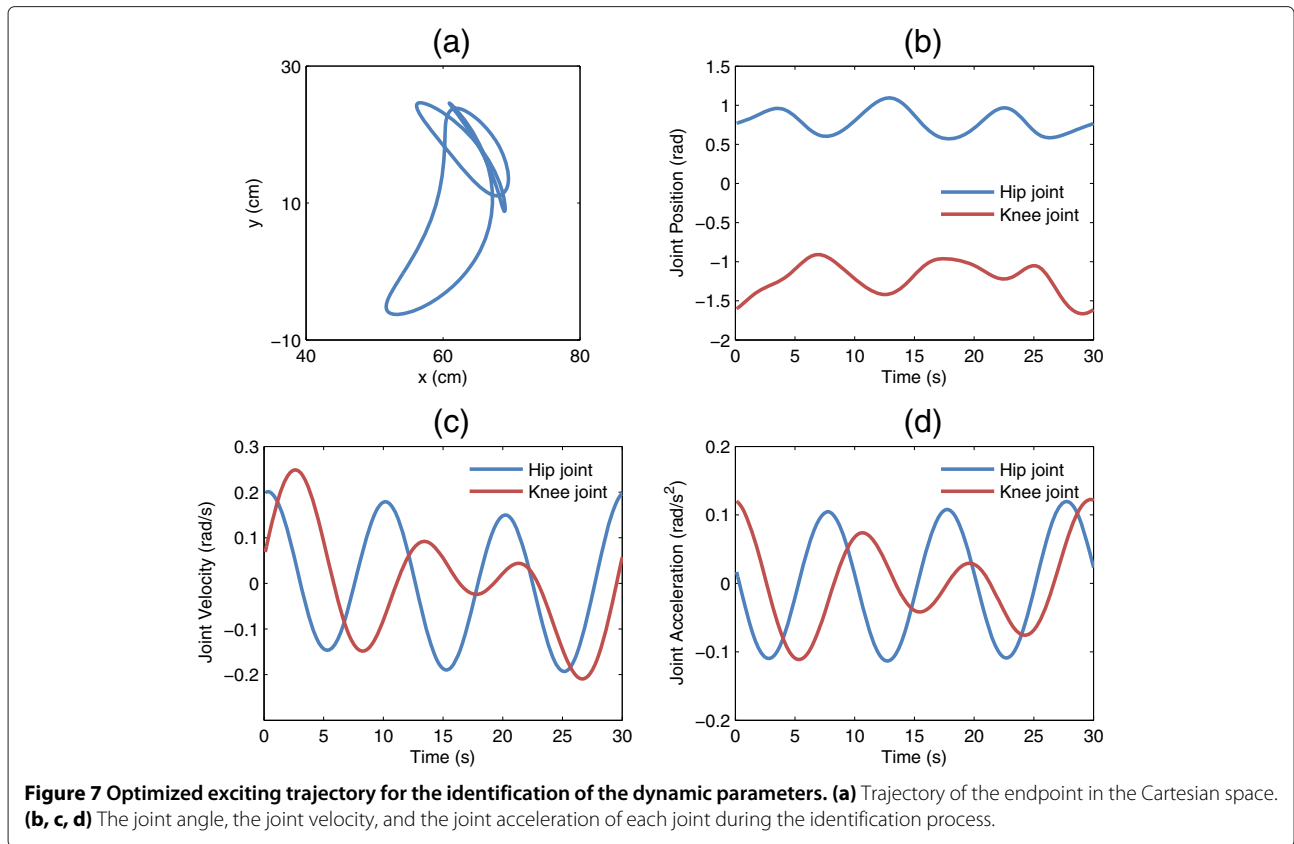 (a)
30
10
−10
40
60
80
y (cm)
x (cm)
(b)
1.5
1
0.5
0
−0.5
−1
−1.5
−2
0
5
10
15
20
25
30
Joint Position (rad)
Time (s)
Hip joint
Knee joint
(c)
0.3
0.2
0.1
0
−0.1
−0.2
0
5
10
15
20
25
30
Joint Velocity (rad/s)
Time (s)
Hip joint
Knee joint
(d)
0.2
0.1
0
−0.1
−0.2
0
5
10
15
20
25
30
Joint Acceleration (rad/s²)
Time (s)
Hip joint
Knee joint
Figure 7 Optimized exciting trajectory for the identification of the dynamic parameters. (a) Trajectory of the endpoint in the Cartesian space.
(b, c, d) The joint angle, the joint velocity, and the joint acceleration of each joint during the identification process.